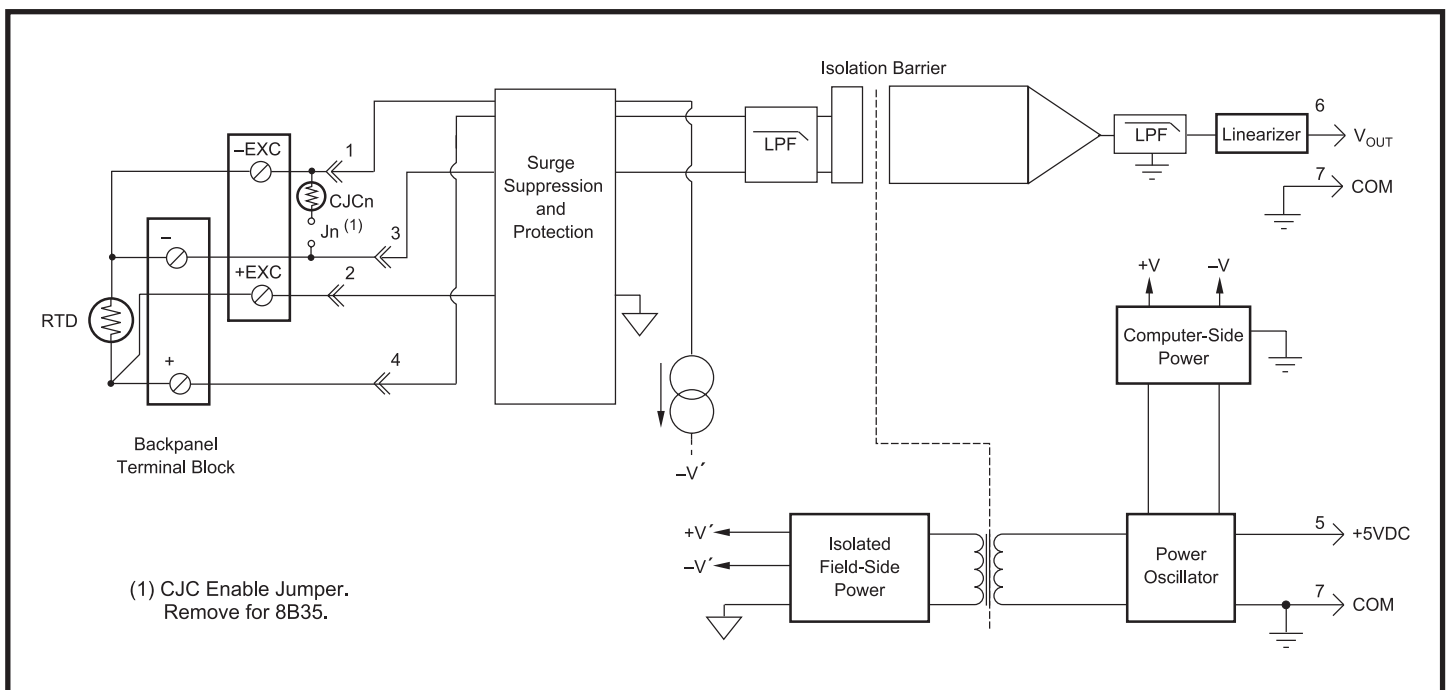 Isolation Barrier
–EXC
1
CJCn
Jn (1)
–
3
+EXC
2
RTD
+
4
Backpanel
Terminal Block
Surge
Suppression
and
Protection
–V´
LPF
LPF
Linearizer
6
VOUT
7
COM
+V
–V
Computer-Side
Power
+V´
–V´
Isolated
Field-Side
Power
Power
Oscillator
5
+5VDC
7
COM
(1) CJC Enable Jumper.
Remove for 8B35.